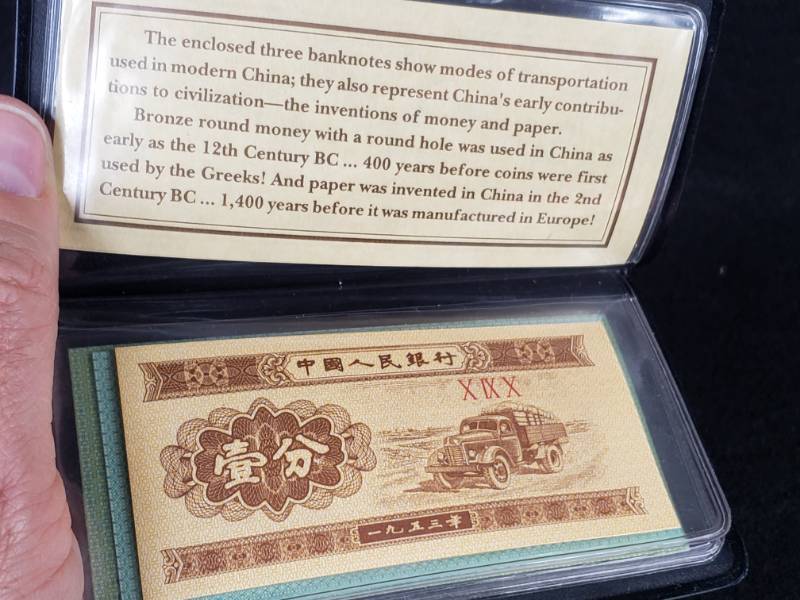 The enclosed three banknotes show modes of transportation
used in modern China; they also represent China's early contribu-
tions to civilization—the inventions of money and paper.
Bronze round money with a round hole was used in China as
early as the 12th Century BC ... 400 years before coins were first
used by the Greeks! And paper was invented in China in the 2nd
Century BC ... 1,400 years before it was manufactured in Europe!
中國人民銀行
X IX X
壹分
一九五三年